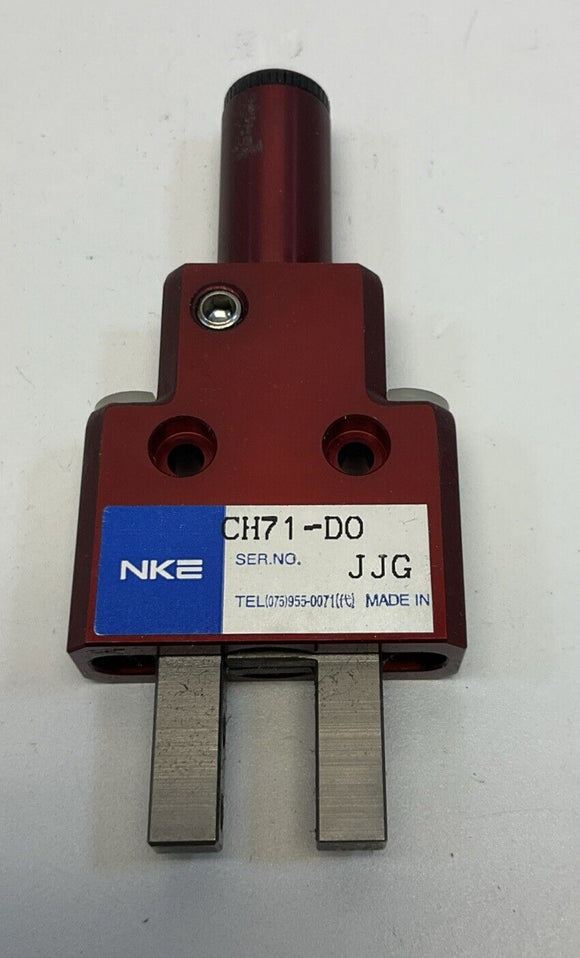 CH71-DO
NKE
SER.NO. JJG
TEL(075)955-0071(代) MADE IN